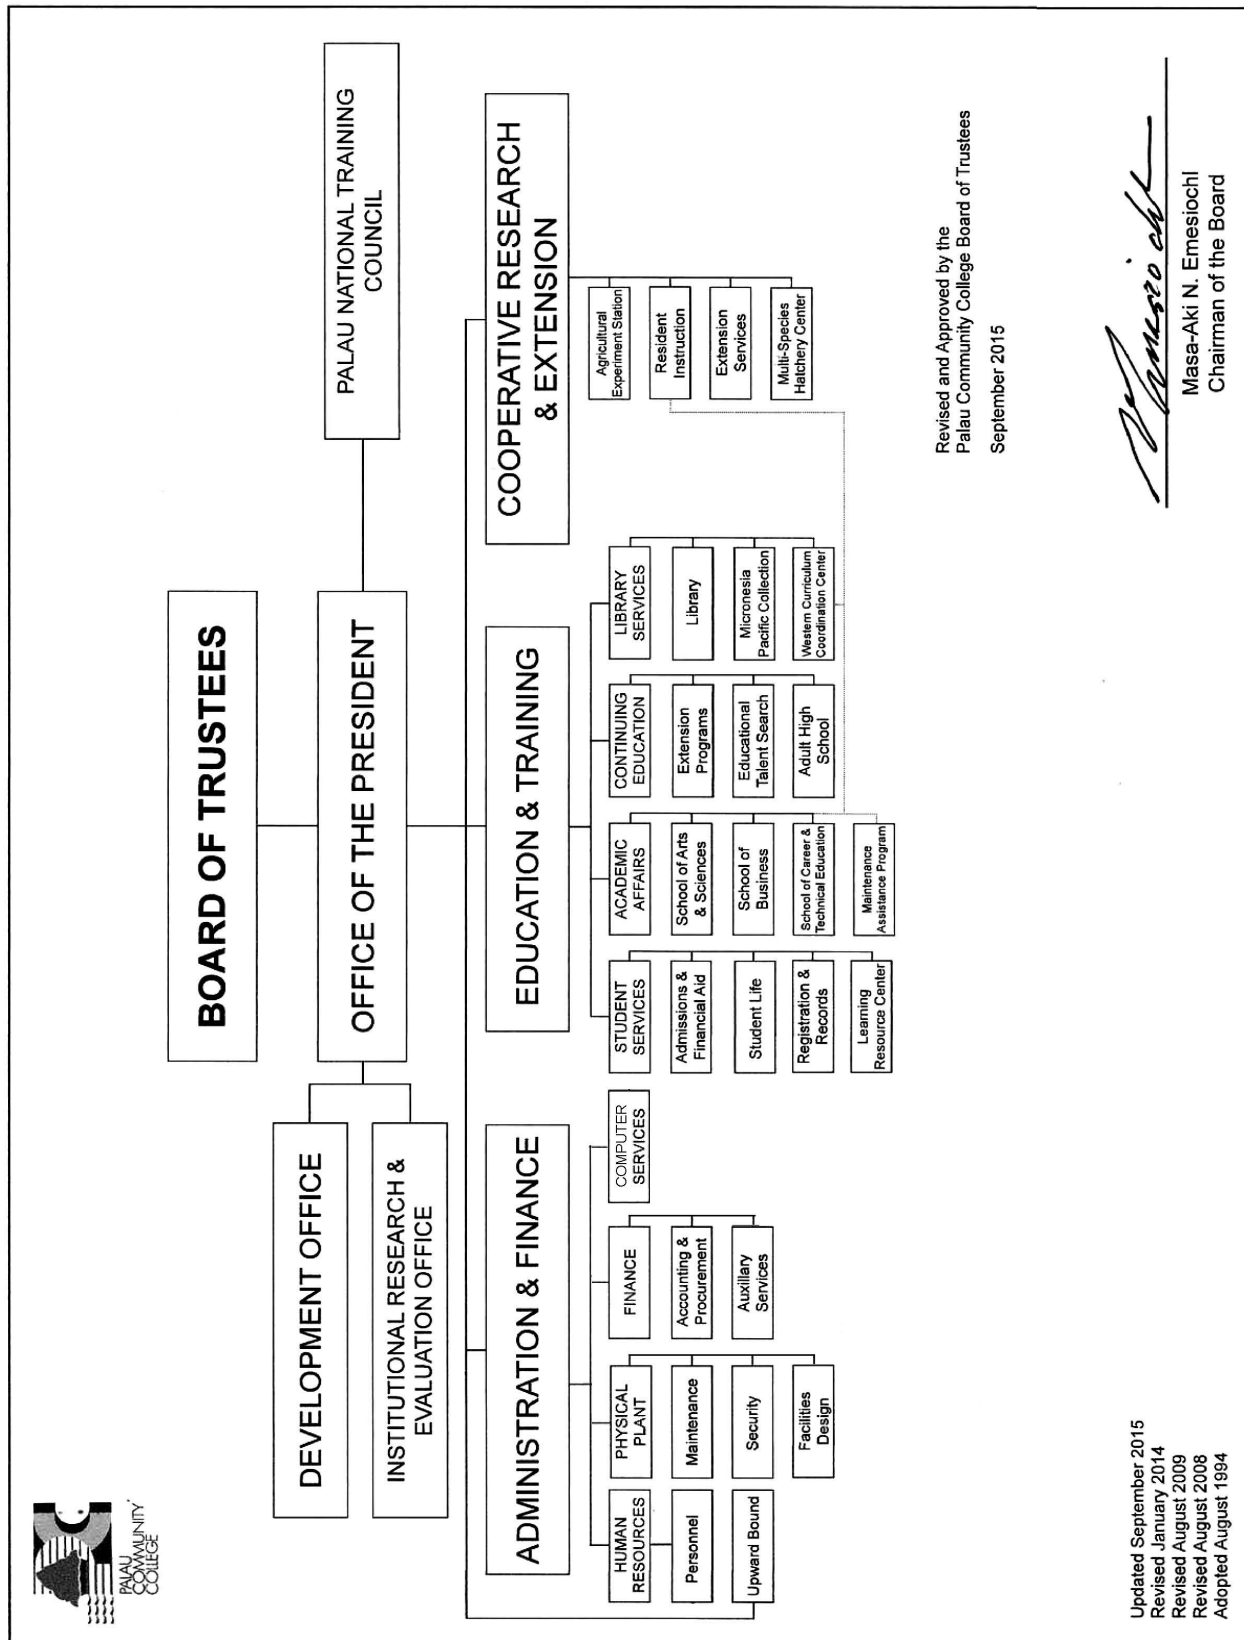 PALAU
COMMUNITY
COLLEGE
BOARD OF TRUSTEES
OFFICE OF THE PRESIDENT
DEVELOPMENT OFFICE
INSTITUTIONAL RESEARCH &
EVALUATION OFFICE
PALAU NATIONAL TRAINING
COUNCIL
ADMINISTRATION & FINANCE
HUMAN
RESOURCES
Personnel
Upward Bound
PHYSICAL
PLANT
Maintenance
Security
Facilities
Design
FINANCE
Accounting &
Procurement
Auxillary
Services
COMPUTER
SERVICES
EDUCATION & TRAINING
STUDENT
SERVICES
Admissions &
Financial Aid
Student Life
Registration &
Records
Learning
Resource Center
ACADEMIC
AFFAIRS
School of Arts
& Sciences
School of
Business
School of Career &
Technical Education
Maintenance
Assistance Program
CONTINUING
EDUCATION
Extension
Programs
Educational
Talent Search
Adult High
School
LIBRARY
SERVICES
Library
Micronesia
Pacific Collection
Western Curriculum
Coordination Center
COOPERATIVE RESEARCH
& EXTENSION
Agricultural
Experiment Station
Resident
Instruction
Extension
Services
Multi-Species
Hatchery Center
Revised and Approved by the
Palau Community College Board of Trustees
September 2015
Masa-Aki N. Emesiochl
Chairman of the Board
Updated September 2015
Revised January 2014
Revised August 2009
Revised August 2008
Adopted August 1994